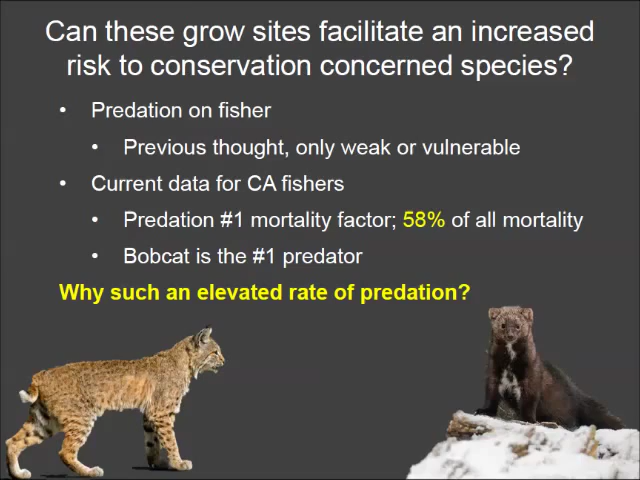 Can these grow sites facilitate an increased
risk to conservation concerned species?
• Predation on fisher
• Previous thought, only weak or vulnerable
• Current data for CA fishers
• Predation #1 mortality factor; 58% of all mortality
• Bobcat is the #1 predator
Why such an elevated rate of predation?